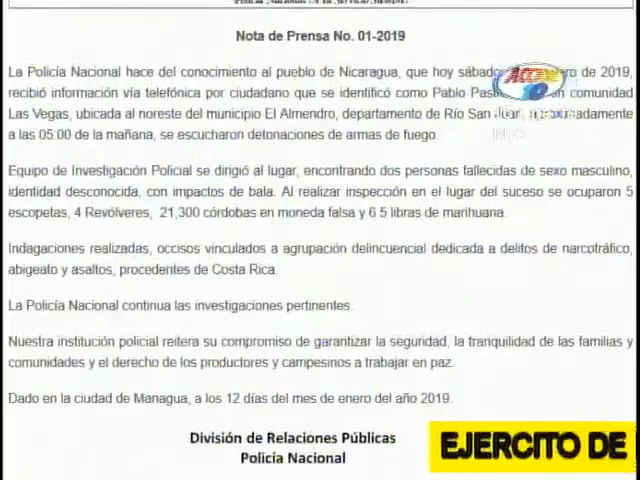 Nota de Prensa No. 01-2019
La Policía Nacional hace del conocimiento al pueblo de Nicaragua, que hoy sábado de 2019,
recibió información vía telefónica por ciudadano que se identificó como Pablo comunidad
Las Vegas, ubicada al noreste del municipio El Almendro, departamento de Río San Juan, aproximadamente
a las 05:00 de la mañana, se escucharon detonaciones de armas de fuego.
Equipo de Investigación Policial se dirigió al lugar, encontrando dos personas fallecidas de sexo masculino,
identidad desconocida, con impactos de bala. Al realizar inspección en el lugar del suceso se ocuparon 5
escopetas, 4 Revólveres, 21,300 córdobas en moneda falsa y 6.5 libras de marihuana.
Indagaciones realizadas, occisos vinculados a agrupación delincuencial dedicada a delitos de narcotráfico,
abigeato y asaltos, procedentes de Costa Rica.
La Policía Nacional continua las investigaciones pertinentes.
Nuestra institución policial reitera su compromiso de garantizar la seguridad, la tranquilidad de las familias y
comunidades y el derecho de los productores y campesinos a trabajar en paz.
Dado en la ciudad de Managua, a los 12 días del mes de enero del año 2019.
División de Relaciones Públicas
Policía Nacional
EJERCITO DE